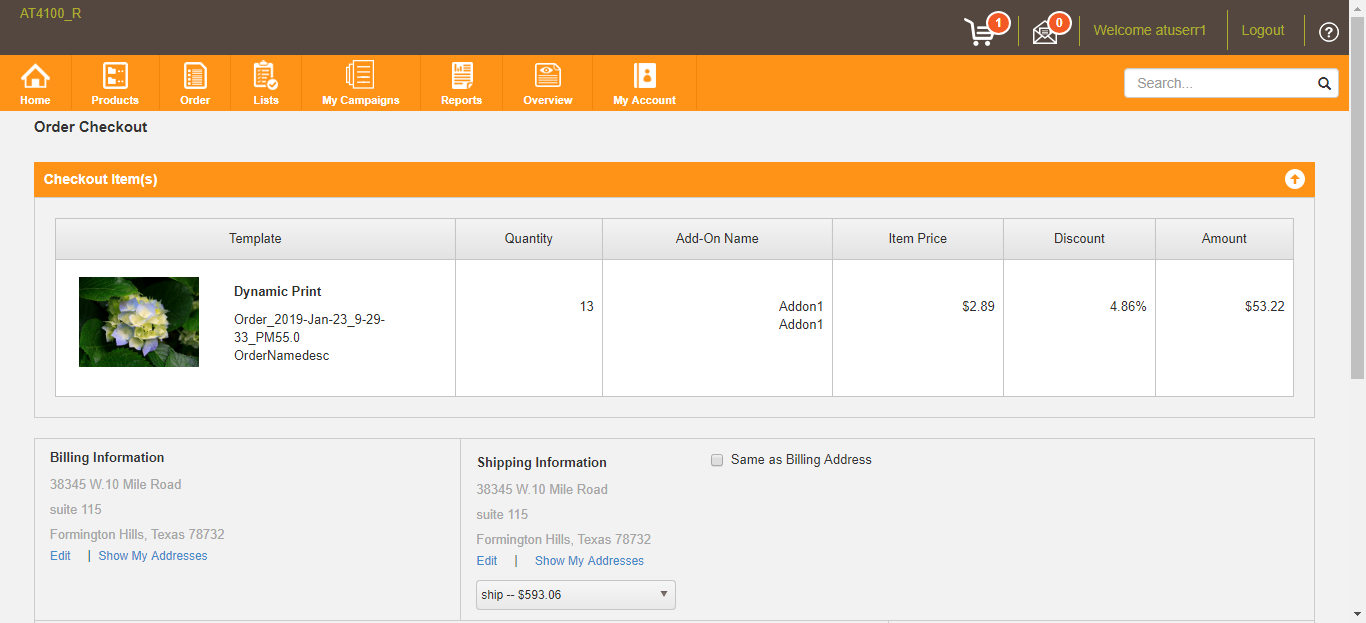 AT4100_R
1
0
Welcome atuserr1
Logout
?
Home
Products
Order
Lists
My Campaigns
Reports
Overview
My Account
Search...
Order Checkout
Checkout Item(s)
Template
Quantity
Add-On Name
Item Price
Discount
Amount
Dynamic Print
Order_2019-Jan-23_9-29-
33_PM55.0
OrderNamedesc
13
Addon1
Addon1
$2.89
4.86%
$53.22
Billing Information
38345 W.10 Mile Road
suite 115
Formington Hills, Texas 78732
Edit | Show My Addresses
Shipping Information
Same as Billing Address
38345 W.10 Mile Road
suite 115
Formington Hills, Texas 78732
Edit | Show My Addresses
ship -- $593.06